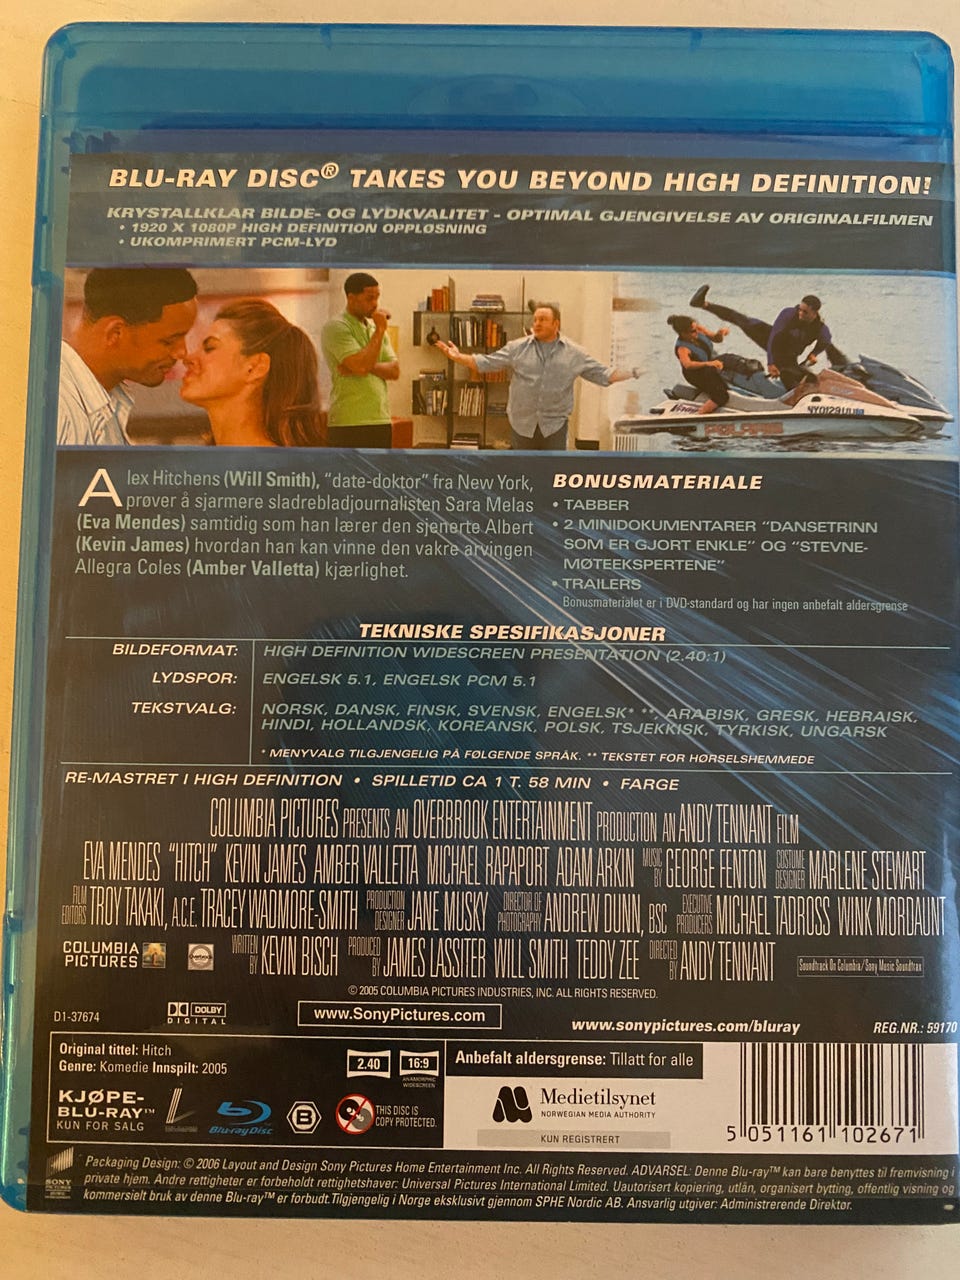 BLU-RAY DISC® TAKES YOU BEYOND HIGH DEFINITION!
KRYSTALLKLAR BILDE- OG LYDKVALITET - OPTIMAL GJENGIVELSE AV ORIGINALFILMEN
• 1920 X 1080P HIGH DEFINITION OPPLØSNING
• UKOMPRIMERT PCM-LYD
POLARIS
Alex Hitchens (Will Smith), "date-doktor" fra New York,
prøver å sjarmere sladrebladjournalisten Sara Melas
(Eva Mendes) samtidig som han lærer den sjenerte Albert
(Kevin James) hvordan han kan vinne den vakre arvingen
Allegra Coles (Amber Valletta) kjærlighet.
BONUSMATERIALE
• TABBER
• 2 MINIDOKUMENTARER "DANSETRINN
SOM ER GJORT ENKLE" OG "STEVNE-
MØTEEKSPERTENE"
• TRAILERS
Bonusmaterialet er i DVD-standard og har ingen anbefalt aldersgrense
TEKNISKE SPESIFIKASJONER
BILDEFORMAT: HIGH DEFINITION WIDESCREEN PRESENTATION (2.40:1)
LYDSPOR: ENGELSK 5.1, ENGELSK PCM 5.1
TEKSTVALG: NORSK, DANSK, FINSK, SVENSK, ENGELSK* **, ARABISK, GRESK, HEBRAISK,
HINDI, HOLLANDSK, KOREANSK, POLSK, TSJEKKISK, TYRKISK, UNGARSK
* MENYVALG TILGJENGELIG PÅ FØLGENDE SPRÅK. ** TEKSTET FOR HØRSELSHEMMEDE
RE-MASTRET I HIGH DEFINITION • SPILLETID CA 1 T. 58 MIN • FARGE
COLUMBIA PICTURES PRESENTS AN OVERBROOK ENTERTAINMENT PRODUCTION AN ANDY TENNANT FILM
EVA MENDES "HITCH" KEVIN JAMES AMBER VALLETTA MICHAEL RAPAPORT ADAM ARKIN MUSIC BY GEORGE FENTON COSTUME DESIGNER MARLENE STEWART
FILM EDITORS TROY TAKAKI, A.C.E. TRACEY WADMORE-SMITH PRODUCTION DESIGNER JANE MUSKY DIRECTOR OF PHOTOGRAPHY ANDREW DUNN, BSC EXECUTIVE PRODUCERS MICHAEL TADROSS WINK MORDAUNT
COLUMBIA PICTURES Overbrook WRITTEN BY KEVIN BISCH PRODUCED BY JAMES LASSITER WILL SMITH TEDDY ZEE DIRECTED BY ANDY TENNANT Soundtrack On Columbia/Sony Music Soundtrax
© 2005 COLUMBIA PICTURES INDUSTRIES, INC. ALL RIGHTS RESERVED.
D1-37674 DOLBY DIGITAL www.SonyPictures.com www.sonypictures.com/bluray REG.NR.: 59170
Original tittel: Hitch
Genre: Komedie Innspilt: 2005
2.40 16:9
ANAMORPHIC WIDESCREEN
KJØPE-
BLU-RAY™
KUN FOR SALG
Blu-ray Disc
B
THIS DISC IS
COPY PROTECTED.
Anbefalt aldersgrense: Tillatt for alle
Medietilsynet
NORWEGIAN MEDIA AUTHORITY
KUN REGISTRERT
5 051161 102671
SONY PICTURES
Packaging Design: © 2006 Layout and Design Sony Pictures Home Entertainment Inc. All Rights Reserved. ADVARSEL: Denne Blu-ray™ kan bare benyttes til fremvisning i
private hjem. Andre rettigheter er forbeholdt rettighetshaver: Universal Pictures International Limited. Uautorisert kopiering, utlån, organisert bytting, offentlig visning og
kommersielt bruk av denne Blu-ray™ er forbudt. Tilgjengelig i Norge eksklusivt gjennom SPHE Nordic AB. Ansvarlig utgiver: Administrerende Direktør.